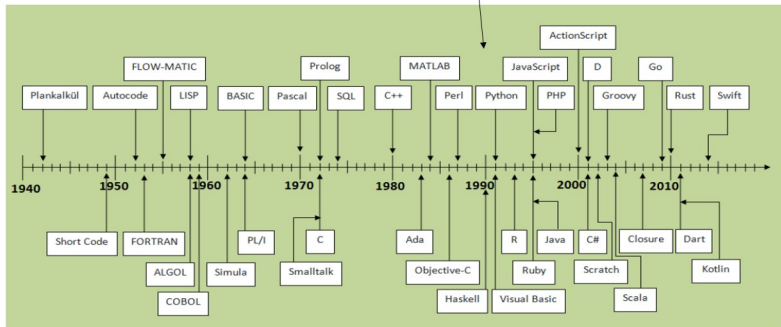 ActionScript
FLOW-MATIC
Prolog
MATLAB
JavaScript
D
Go
Plankalkül
Autocode
LISP
BASIC
Pascal
SQL
C++
Perl
Python
PHP
Groovy
Rust
Swift
1940
1950
1960
1970
1980
1990
2000
2010
Short Code
FORTRAN
PL/I
C
Ada
R
Java
C#
Closure
Dart
ALGOL
Simula
Smalltalk
Objective-C
Ruby
Scratch
Kotlin
COBOL
Haskell
Visual Basic
Scala